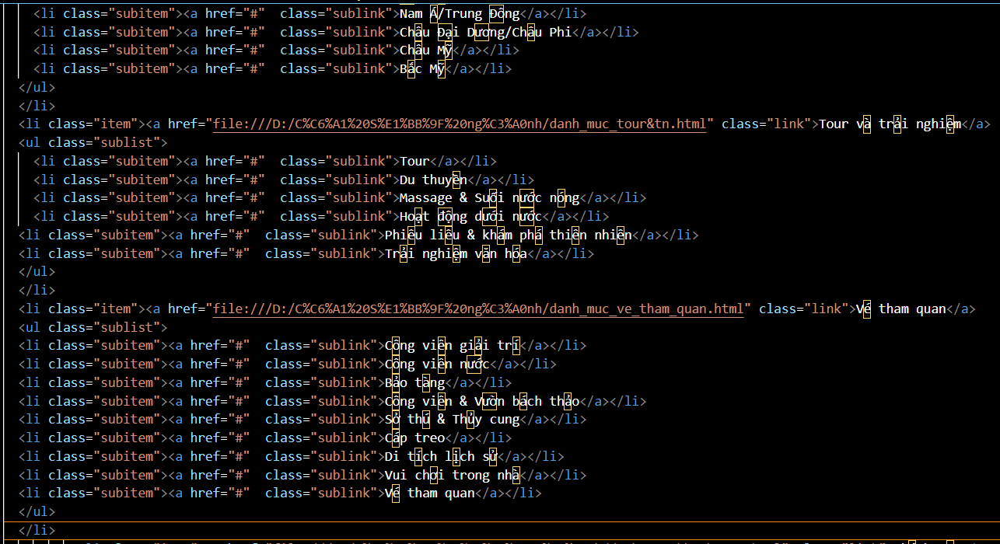 <li class="subitem"><a href="#"  class="sublink">Nam Á/Trung Đông</a></li>
<li class="subitem"><a href="#"  class="sublink">Châu Đại Dương/Châu Phi</a></li>
<li class="subitem"><a href="#"  class="sublink">Châu Mỹ</a></li>
<li class="subitem"><a href="#"  class="sublink">Bắc Mỹ</a></li>
</ul>
</li>
<li class="item"><a href="file:///D:/C%C6%A1%20S%E1%BB%9F%20ng%C3%A0nh/danh_muc_tour&tn.html" class="link">Tour và trải nghiệm</a>
<ul class="sublist">
<li class="subitem"><a href="#"  class="sublink">Tour</a></li>
<li class="subitem"><a href="#"  class="sublink">Du thuyền</a></li>
<li class="subitem"><a href="#"  class="sublink">Massage & Suối nước nóng</a></li>
<li class="subitem"><a href="#"  class="sublink">Hoạt động dưới nước</a></li>
<li class="subitem"><a href="#"  class="sublink">Phiêu liêu & khám phá thiên nhiên</a></li>
<li class="subitem"><a href="#"  class="sublink">Trải nghiệm văn hóa</a></li>
</ul>
</li>
<li class="item"><a href="file:///D:/C%C6%A1%20S%E1%BB%9F%20ng%C3%A0nh/danh_muc_ve_tham_quan.html" class="link">Vé tham quan</a>
<ul class="sublist">
<li class="subitem"><a href="#"  class="sublink">Công viên giải trí</a></li>
<li class="subitem"><a href="#"  class="sublink">Công viên nước</a></li>
<li class="subitem"><a href="#"  class="sublink">Bảo tàng</a></li>
<li class="subitem"><a href="#"  class="sublink">Công viên & Vườn bách thảo</a></li>
<li class="subitem"><a href="#"  class="sublink">Sở thú & Thủy cung</a></li>
<li class="subitem"><a href="#"  class="sublink">Cáp treo</a></li>
<li class="subitem"><a href="#"  class="sublink">Di tích lịch sử</a></li>
<li class="subitem"><a href="#"  class="sublink">Vui chơi trong nhà</a></li>
<li class="subitem"><a href="#"  class="sublink">Vé tham quan</a></li>
</ul>
</li>